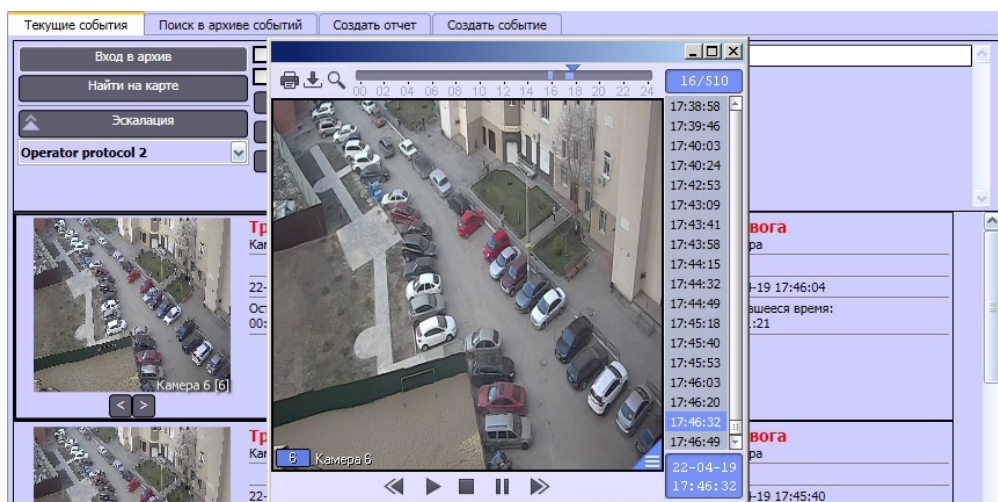 Текущие события
Поиск в архиве событий
Создать отчет
Создать событие
Вход в архив
Найти на карте
Эскалация
Operator protocol 2
16/510
00 02 04 06 08 10 12 14 16 18 20 22 24
17:38:58
17:39:46
17:40:03
17:40:24
17:42:53
17:43:09
17:43:41
17:43:58
17:44:15
17:44:32
17:44:49
17:45:18
17:45:40
17:45:53
17:46:03
17:46:20
17:46:32
17:46:49
22-04-19
17:46:32
6 Камера 6
Камера 6 [6]
< >
Тр
Кам
22-
Ост
00:
вога
ра
-19 17:46:04
вшееся время:
:21
Тр
Кам
22-
вога
ра
-19 17:45:40